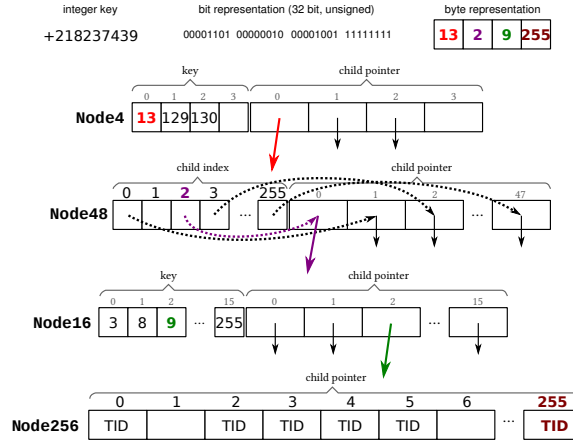 integer key bit representation (32 bit, unsigned) byte representation
+218237439 00001101 00000010 00001001 11111111 13 2 9 255
key child pointer
0 1 2 3 0 1 2 3
Node4 13 129 130
child index child pointer
0 1 2 3 255 0 1 2 47
Node48 ... ...
key child pointer
0 1 2 15 0 1 2 15
Node16 3 8 9 ... 255 ...
child pointer
0 1 2 3 4 5 6 255
Node256 TID TID TID TID TID ... TID